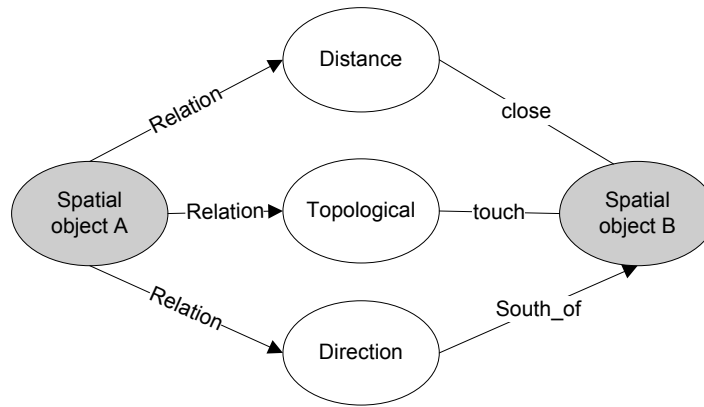 Distance
Relation
close
Spatial
object A
Relation
Topological
touch
Spatial
object B
Relation
South_of
Direction